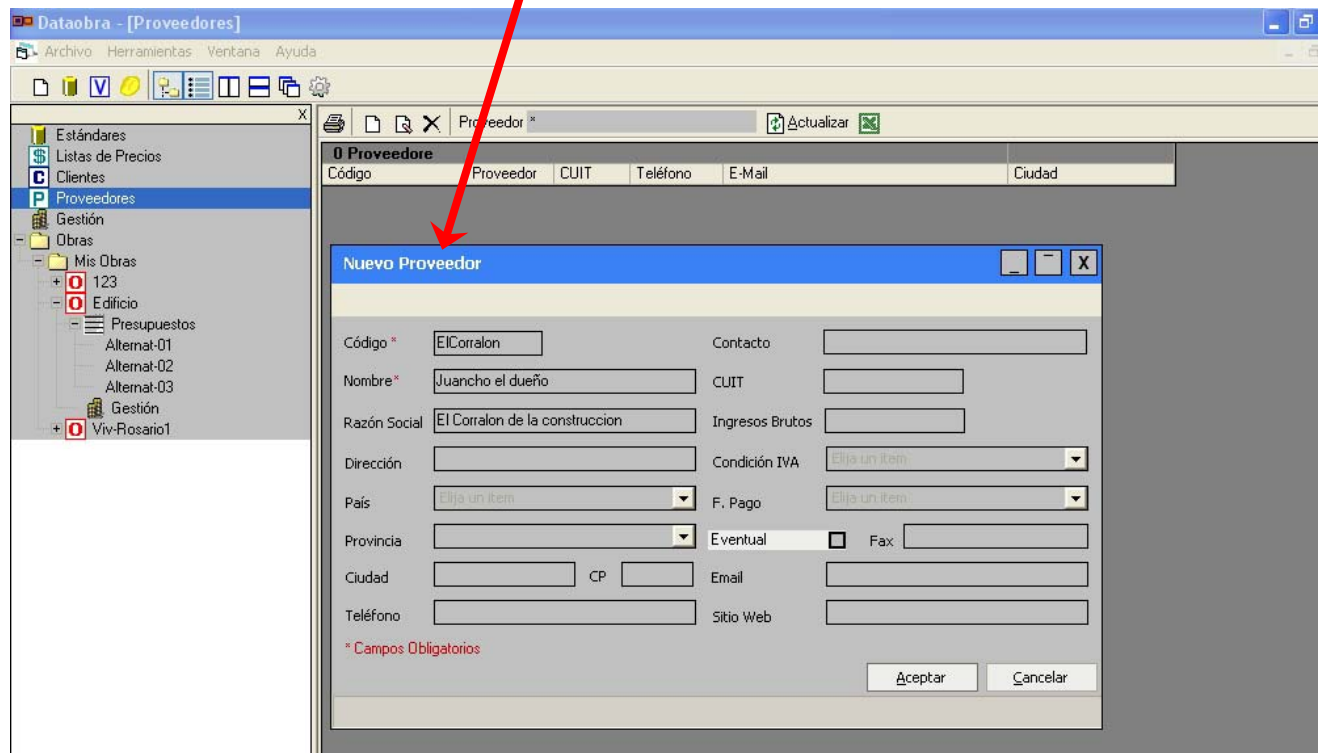 Dataobra - [Proveedores]
Archivo Herramientas Ventana Ayuda
X
Estándares
Listas de Precios
Clientes
Proveedores
Gestión
Obras
Mis Obras
123
Edificio
Presupuestos
Alternat-01
Alternat-02
Alternat-03
Gestión
Viv-Rosario1
Proveedor * Actualizar
0 Proveedore
Código Proveedor CUIT Teléfono E-Mail Ciudad
Nuevo Proveedor
Código * ElCorralon Contacto
Nombre* Juancho el dueño CUIT
Razón Social El Corralon de la construccion Ingresos Brutos
Dirección Condición IVA Elija un item
País Elija un item F. Pago Elija un item
Provincia Eventual Fax
Ciudad CP Email
Teléfono Sitio Web
* Campos Obligatorios
Aceptar Cancelar